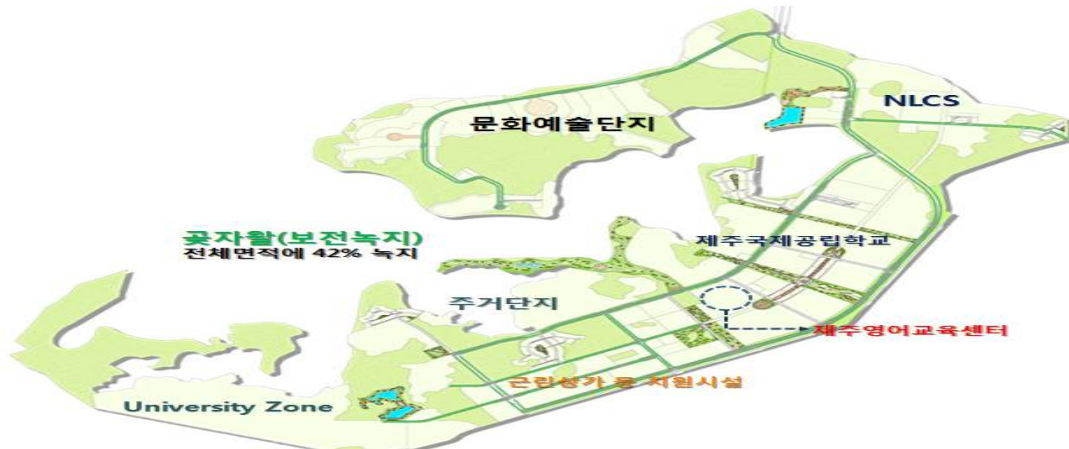 NLCS
문화예술단지
곶자왈(보전녹지)
전체면적에 42% 녹지
제주국제공립학교
주거단지
제주영어교육센터
근린상가 등 지원시설
University Zone